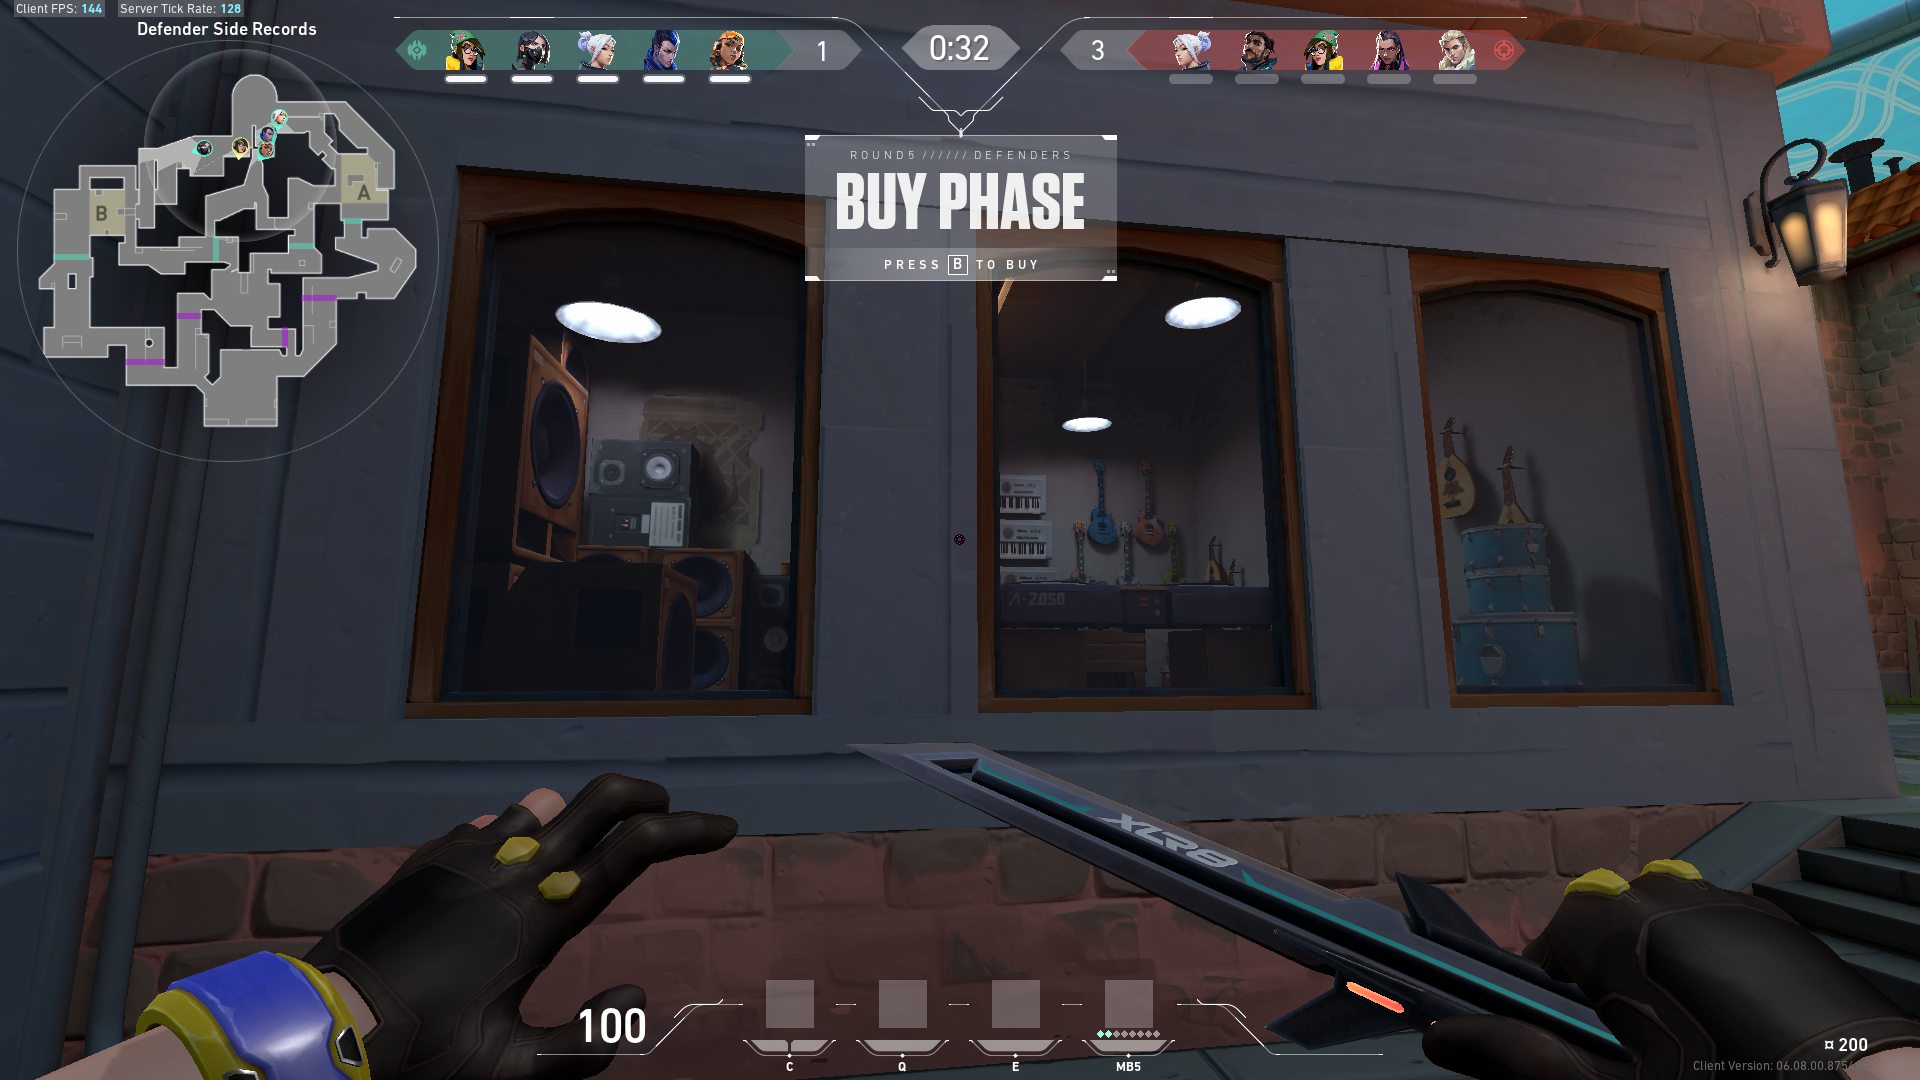 Client FPS: 144 Server Tick Rate: 128
Defender Side Records
1
0:32
3
ROUND 5 ////// DEFENDERS
BUY PHASE
PRESS B TO BUY
A
B
A-2050
XLR8
100
C
Q
E
MB5
¤ 200
Client Version: 06.08.00.875